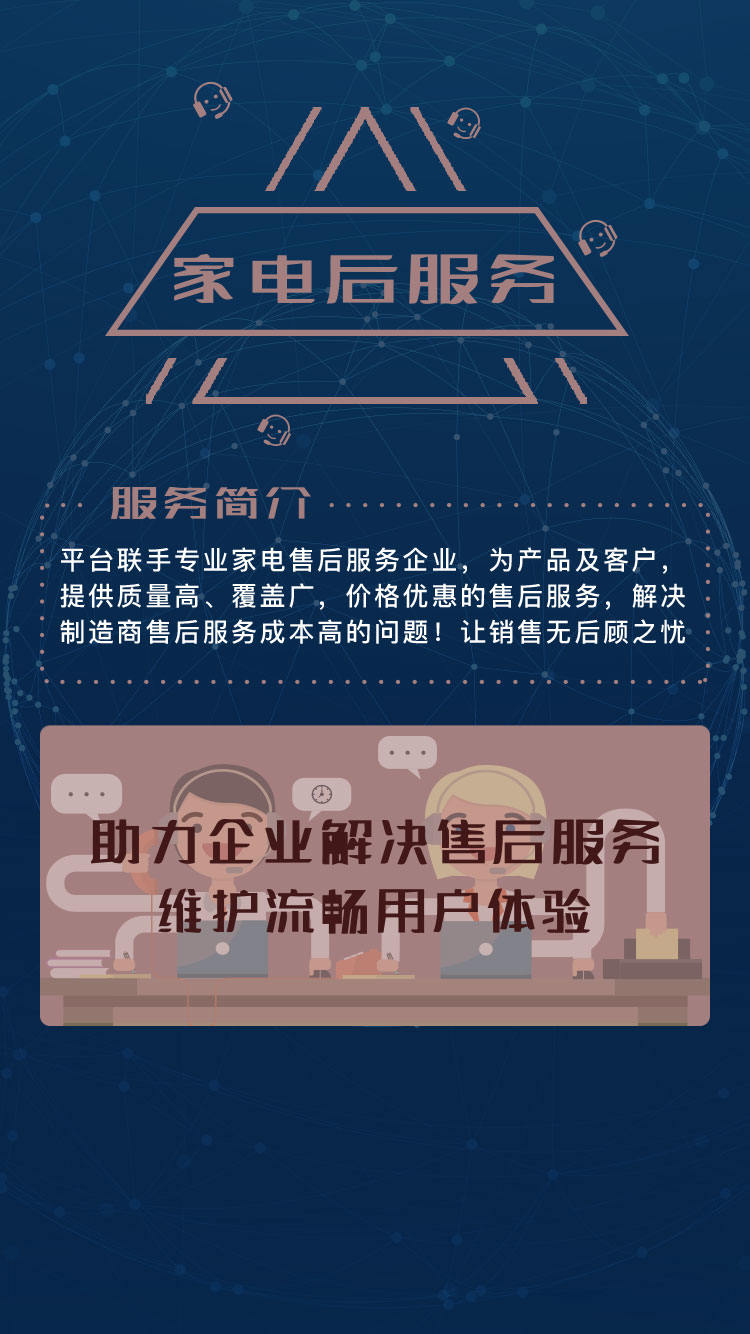 家电后服务
服务简介
平台联手专业家电售后服务企业，为产品及客户，
提供质量高、覆盖广，价格优惠的售后服务，解决
制造商售后服务成本高的问题！让销售无后顾之忧
助力企业解决售后服务
维护流畅用户体验